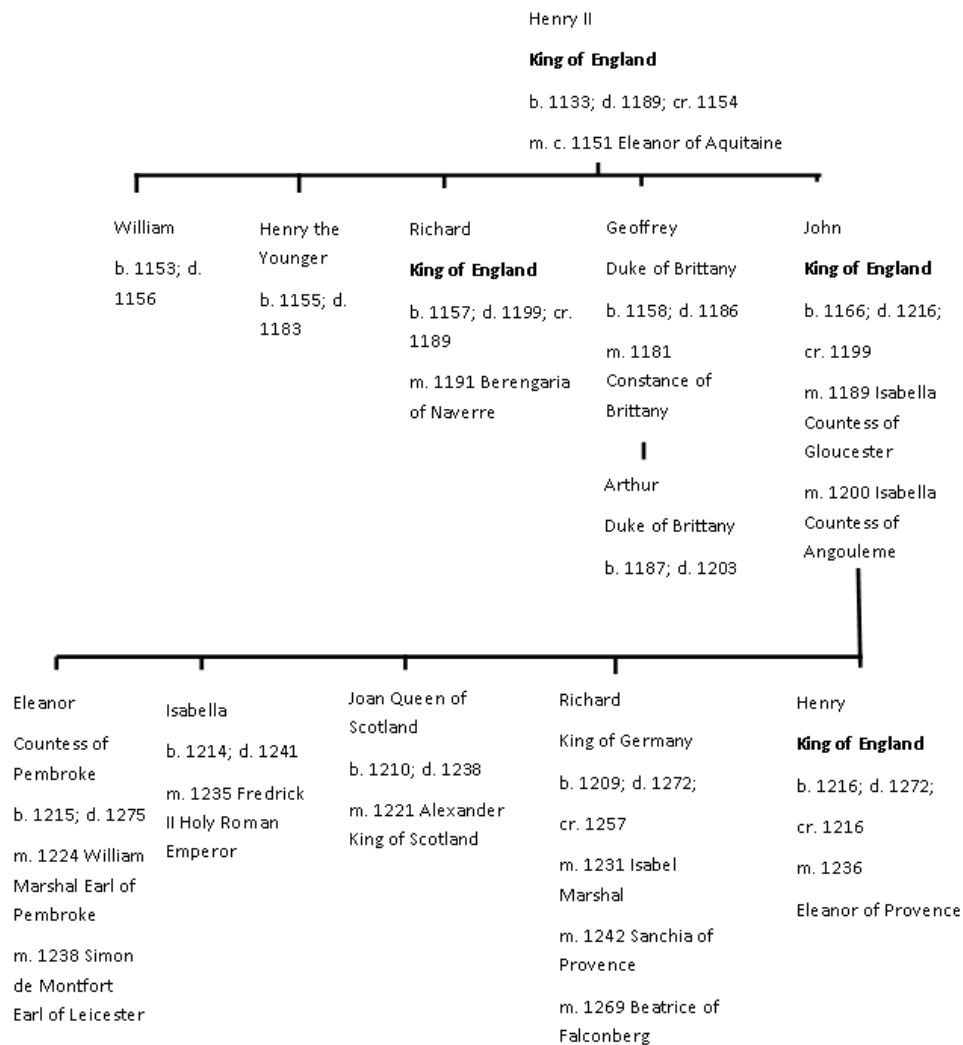 Henry II
King of England
b. 1133; d. 1189; cr. 1154
m. c. 1151 Eleanor of Aquitaine
William
b. 1153; d.
1156
Henry the
Younger
b. 1155; d.
1183
Richard
King of England
b. 1157; d. 1199; cr.
1189
m. 1191 Berengaria
of Naverre
Geoffrey
Duke of Brittany
b. 1158; d. 1186
m. 1181
Constance of
Brittany
Arthur
Duke of Brittany
b. 1187; d. 1203
John
King of England
b. 1166; d. 1216;
cr. 1199
m. 1189 Isabella
Countess of
Gloucester
m. 1200 Isabella
Countess of
Angouleme
Eleanor
Countess of
Pembroke
b. 1215; d. 1275
m. 1224 William
Marshal Earl of
Pembroke
m. 1238 Simon
de Montfort
Earl of Leicester
Isabella
b. 1214; d. 1241
m. 1235 Fredrick
II Holy Roman
Emperor
Joan Queen of
Scotland
b. 1210; d. 1238
m. 1221 Alexander
King of Scotland
Richard
King of Germany
b. 1209; d. 1272;
cr. 1257
m. 1231 Isabel
Marshal
m. 1242 Sanchia of
Provence
m. 1269 Beatrice of
Falconberg
Henry
King of England
b. 1216; d. 1272;
cr. 1216
m. 1236
Eleanor of Provence